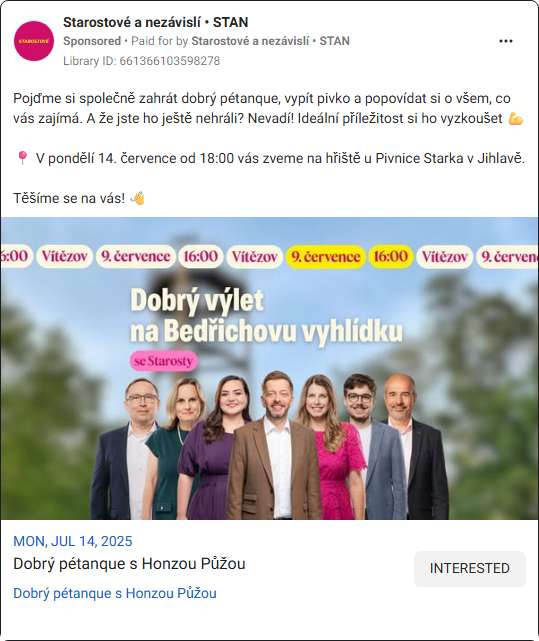 Starostové a nezávislí • STAN
STAROSTOVÉ
Sponsored • Paid for by Starostové a nezávislí • STAN
Library ID: 661366103598278
Pojďme si společně zahrát dobrý pétanque, vypít pivko a popovídat si o všem, co
vás zajímá. A že jste ho ještě nehráli? Nevadí! Ideální příležitost si ho vyzkoušet 💪
📍 V pondělí 14. července od 18:00 vás zveme na hřiště u Pivnice Starka v Jihlavě.
Těšíme se na vás! 👋
6:00 Vítězov 9. července 16:00 Vítězov 9. července 16:00 Vítězov 9. červen
Dobrý výlet
na Bedřichovu vyhlídku
se Starosty
MON, JUL 14, 2025
Dobrý pétanque s Honzou Půžou
INTERESTED
Dobrý pétanque s Honzou Půžou